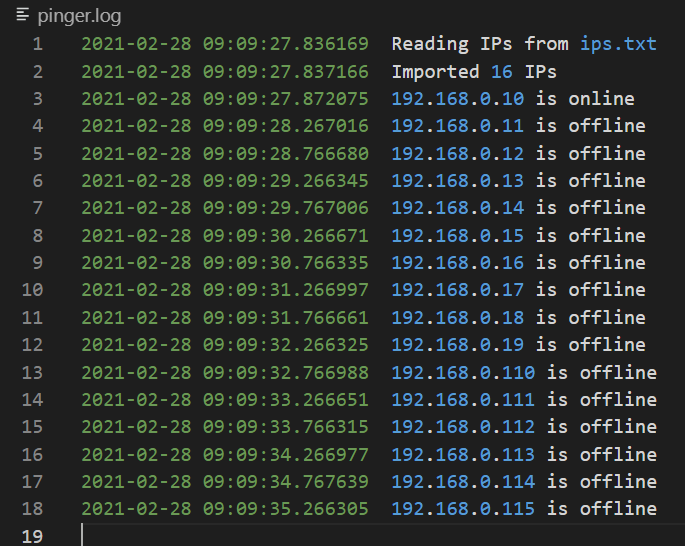 pinger.log
1 2021-02-28 09:09:27.836169 Reading IPs from ips.txt
2 2021-02-28 09:09:27.837166 Imported 16 IPs
3 2021-02-28 09:09:27.872075 192.168.0.10 is online
4 2021-02-28 09:09:28.267016 192.168.0.11 is offline
5 2021-02-28 09:09:28.766680 192.168.0.12 is offline
6 2021-02-28 09:09:29.266345 192.168.0.13 is offline
7 2021-02-28 09:09:29.767006 192.168.0.14 is offline
8 2021-02-28 09:09:30.266671 192.168.0.15 is offline
9 2021-02-28 09:09:30.766335 192.168.0.16 is offline
10 2021-02-28 09:09:31.266997 192.168.0.17 is offline
11 2021-02-28 09:09:31.766661 192.168.0.18 is offline
12 2021-02-28 09:09:32.266325 192.168.0.19 is offline
13 2021-02-28 09:09:32.766988 192.168.0.110 is offline
14 2021-02-28 09:09:33.266651 192.168.0.111 is offline
15 2021-02-28 09:09:33.766315 192.168.0.112 is offline
16 2021-02-28 09:09:34.266977 192.168.0.113 is offline
17 2021-02-28 09:09:34.767639 192.168.0.114 is offline
18 2021-02-28 09:09:35.266305 192.168.0.115 is offline
19